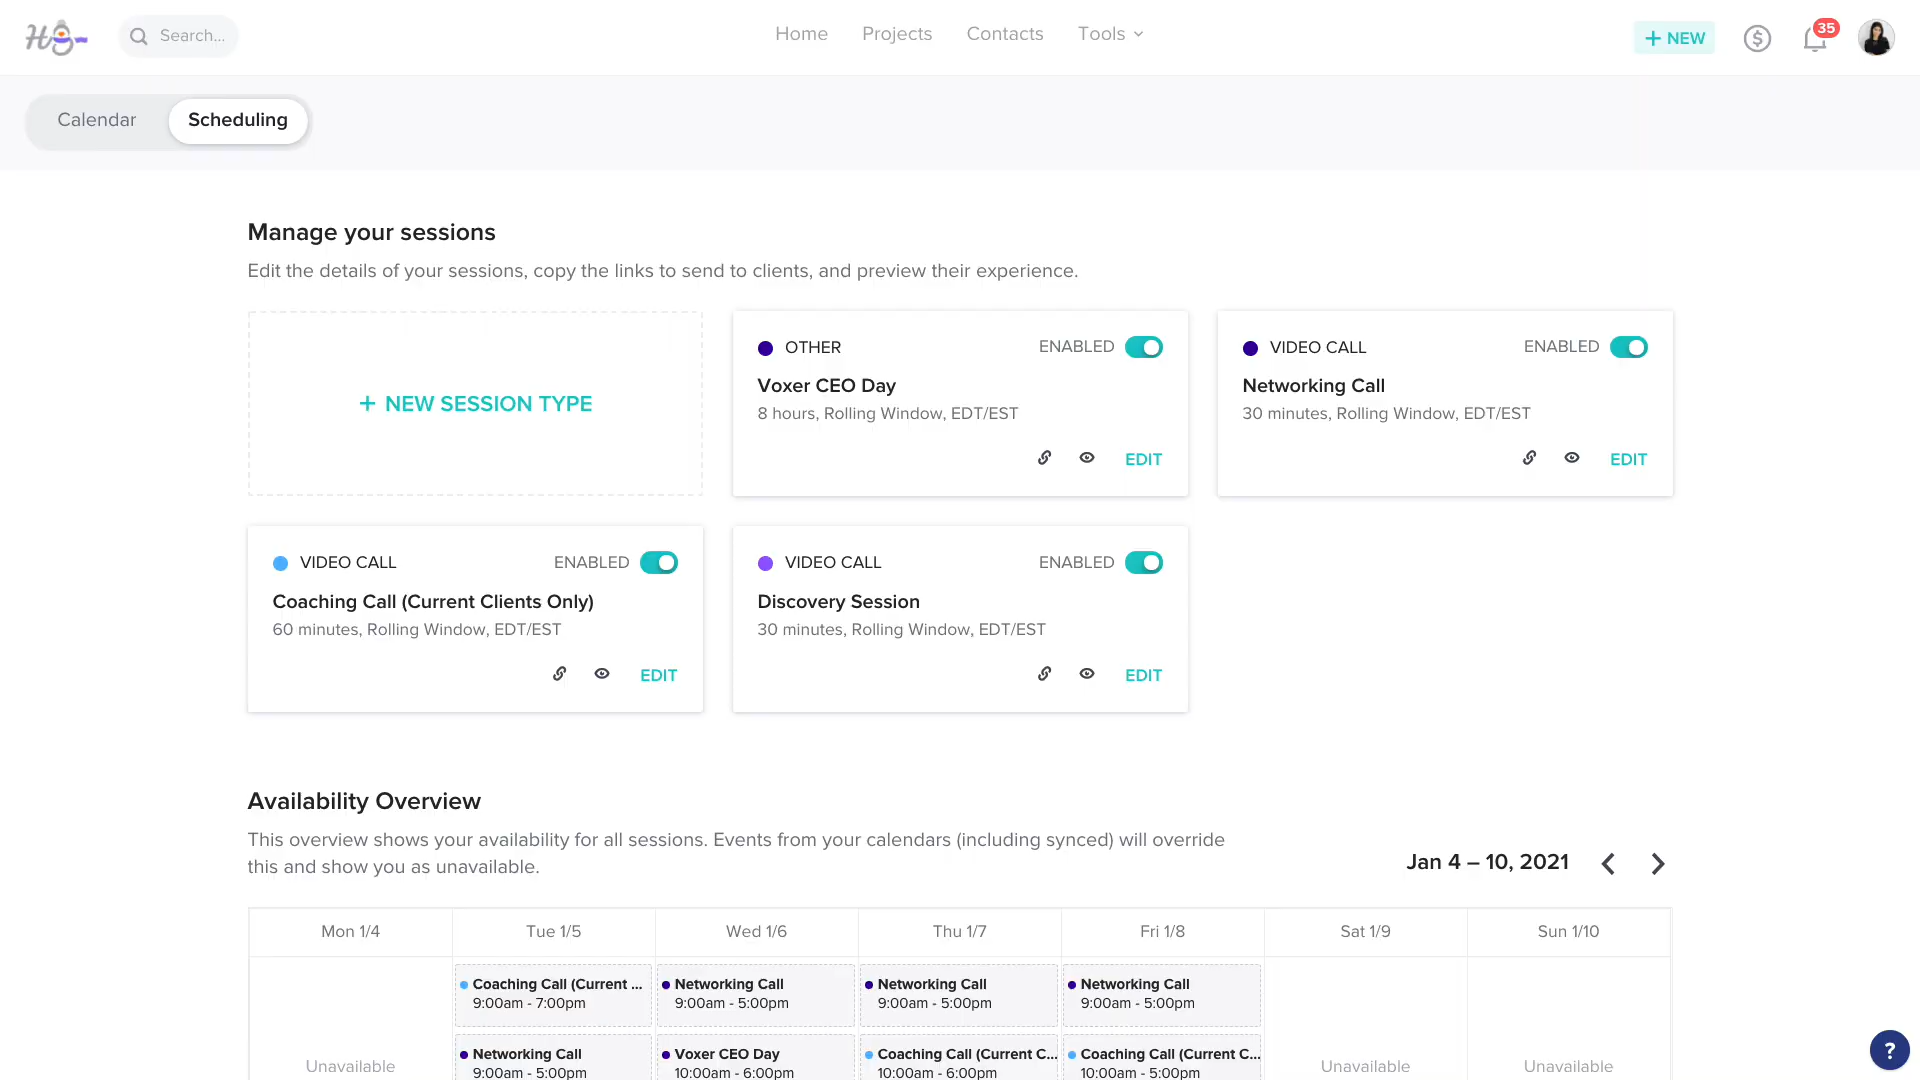 Search...
Home
Projects
Contacts
Tools
+ NEW
35
Calendar
Scheduling
Manage your sessions
Edit the details of your sessions, copy the links to send to clients, and preview their experience.
+ NEW SESSION TYPE
OTHER
ENABLED
Voxer CEO Day
8 hours, Rolling Window, EDT/EST
EDIT
VIDEO CALL
ENABLED
Networking Call
30 minutes, Rolling Window, EDT/EST
EDIT
VIDEO CALL
ENABLED
Coaching Call (Current Clients Only)
60 minutes, Rolling Window, EDT/EST
EDIT
VIDEO CALL
ENABLED
Discovery Session
30 minutes, Rolling Window, EDT/EST
EDIT
Availability Overview
This overview shows your availability for all sessions. Events from your calendars (including synced) will override
this and show you as unavailable.
Jan 4 – 10, 2021
Mon 1/4
Tue 1/5
Wed 1/6
Thu 1/7
Fri 1/8
Sat 1/9
Sun 1/10
Unavailable
Coaching Call (Current ...
9:00am - 7:00pm
Networking Call
9:00am - 5:00pm
Networking Call
9:00am - 5:00pm
Voxer CEO Day
10:00am - 6:00pm
Networking Call
9:00am - 5:00pm
Coaching Call (Current C...
10:00am - 6:00pm
Networking Call
9:00am - 5:00pm
Coaching Call (Current C...
10:00am - 5:00pm
Unavailable
Unavailable
?